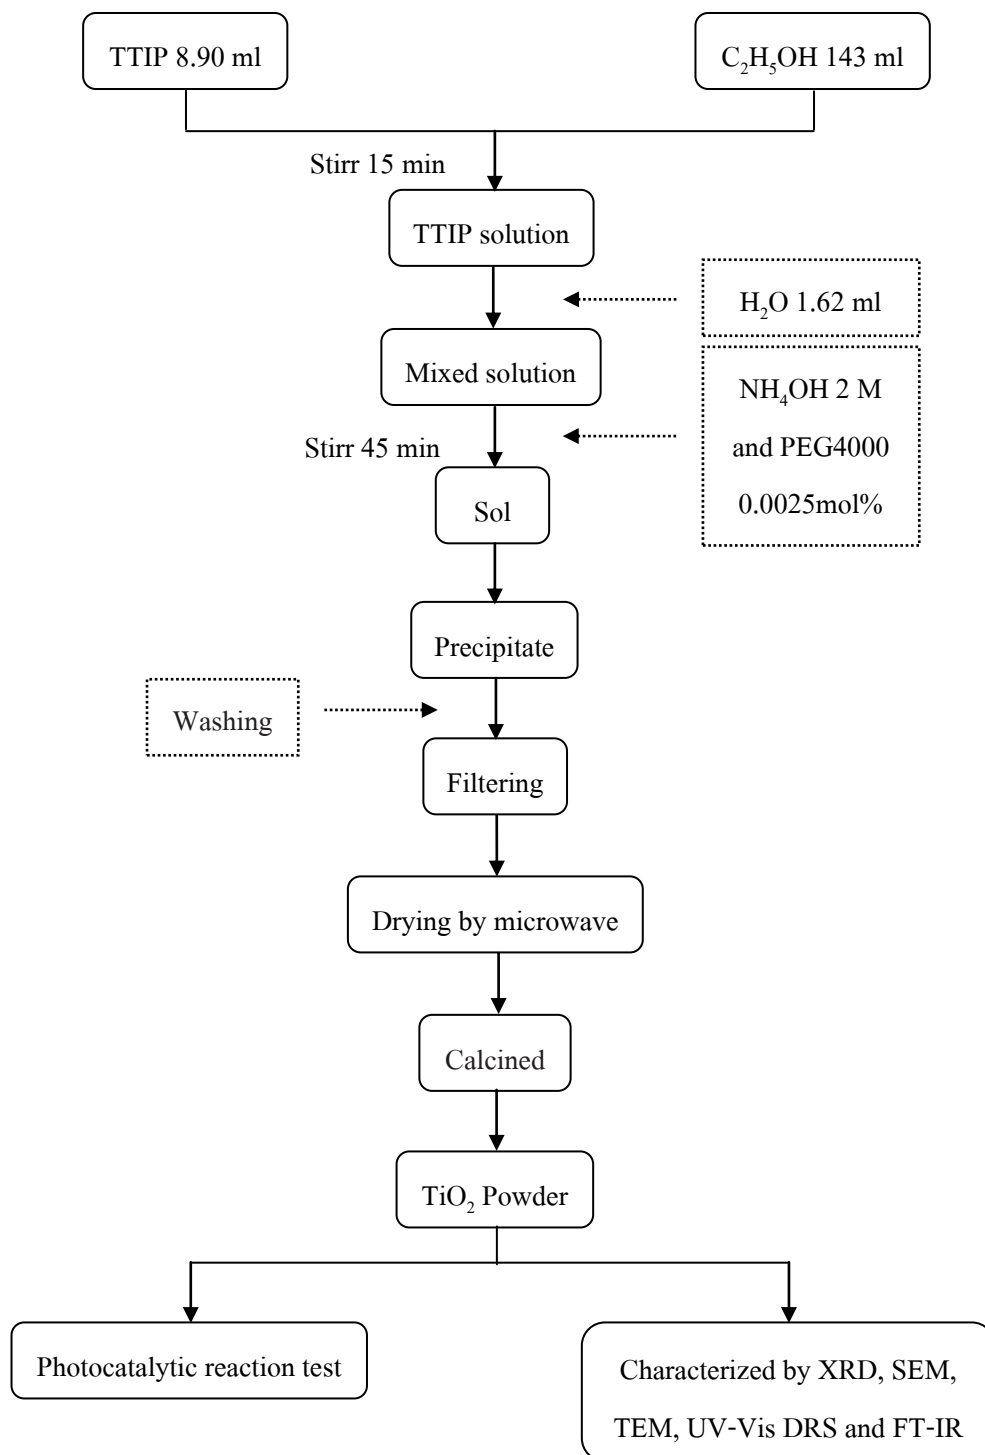 TTIP 8.90 ml
C₂H₅OH 143 ml
Stirr 15 min
TTIP solution
H₂O 1.62 ml
Mixed solution
NH₄OH 2 M
and PEG4000
0.0025mol%
Stirr 45 min
Sol
Precipitate
Washing
Filtering
Drying by microwave
Calcined
TiO₂ Powder
Photocatalytic reaction test
Characterized by XRD, SEM,
TEM, UV-Vis DRS and FT-IR